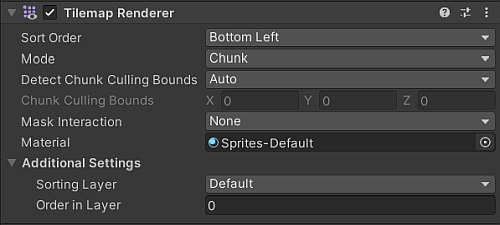 Tilemap Renderer
Sort Order Bottom Left
Mode Chunk
Detect Chunk Culling Bounds Auto
Chunk Culling Bounds X 0 Y 0 Z 0
Mask Interaction None
Material Sprites-Default
Additional Settings
Sorting Layer Default
Order in Layer 0